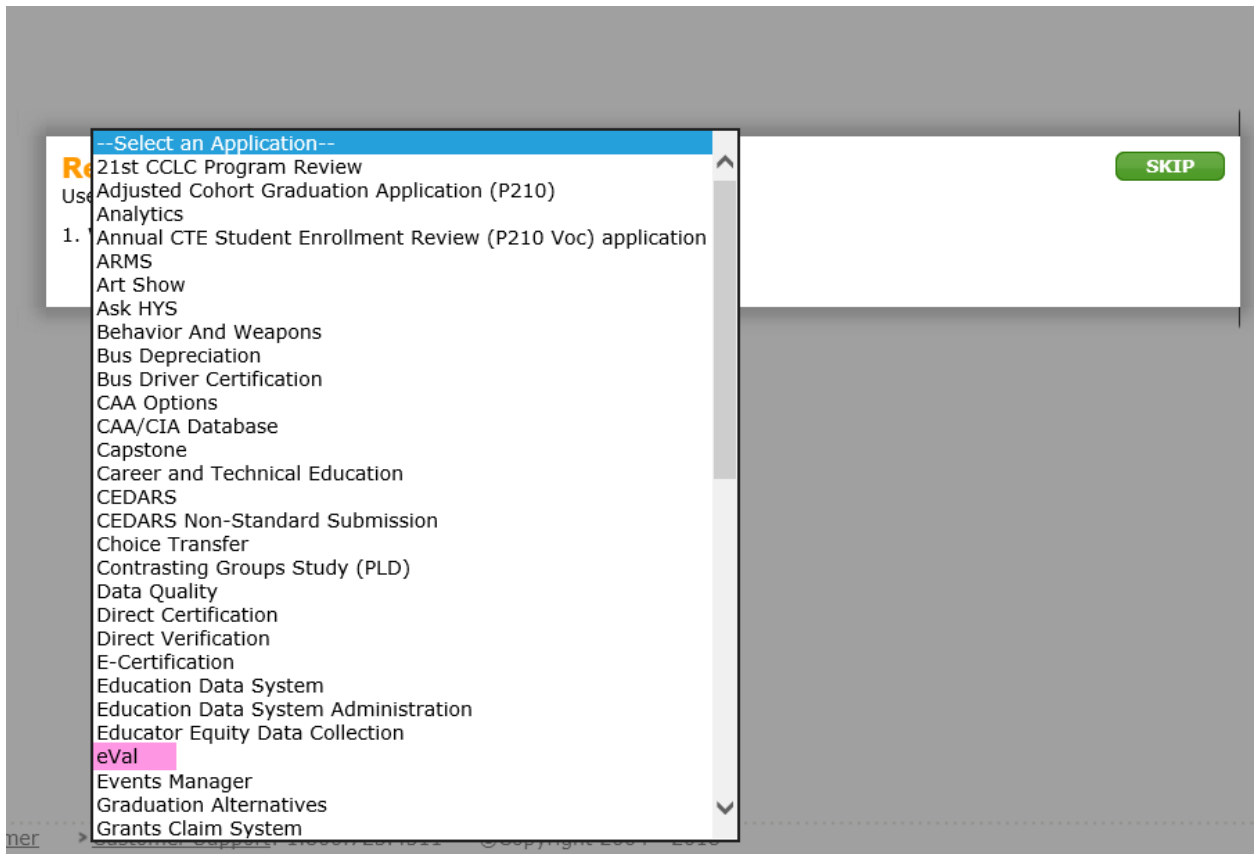 --Select an Application--
21st CCLC Program Review
SKIP
Adjusted Cohort Graduation Application (P210)
Analytics
1.
Annual CTE Student Enrollment Review (P210 Voc) application
ARMS
Art Show
Ask HYS
Behavior And Weapons
Bus Depreciation
Bus Driver Certification
CAA Options
CAA/CIA Database
Capstone
Career and Technical Education
CEDARS
CEDARS Non-Standard Submission
Choice Transfer
Contrasting Groups Study (PLD)
Data Quality
Direct Certification
Direct Verification
E-Certification
Education Data System
Education Data System Administration
Educator Equity Data Collection
eVal
Events Manager
Graduation Alternatives
Grants Claim System